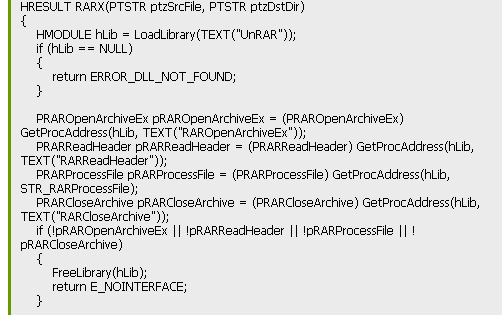 HRESULT RARX(PTSTR ptzSrcFile, PTSTR ptzDstDir)
{
HMODULE hLib = LoadLibrary(TEXT("UnRAR"));
if (hLib == NULL)
{
return ERROR_DLL_NOT_FOUND;
}
PRAROpenArchiveEx pRAROpenArchiveEx = (PRAROpenArchiveEx)
GetProcAddress(hLib, TEXT("RAROpenArchiveEx"));
PRARReadHeader pRARReadHeader = (PRARReadHeader) GetProcAddress(hLib,
TEXT("RARReadHeader"));
PRARProcessFile pRARProcessFile = (PRARProcessFile) GetProcAddress(hLib,
STR_RARProcessFile);
PRARCloseArchive pRARCloseArchive = (PRARCloseArchive) GetProcAddress(hLib,
TEXT("RARCloseArchive"));
if (!pRAROpenArchiveEx || !pRARReadHeader || !pRARProcessFile || !
pRARCloseArchive)
{
FreeLibrary(hLib);
return E_NOINTERFACE;
}